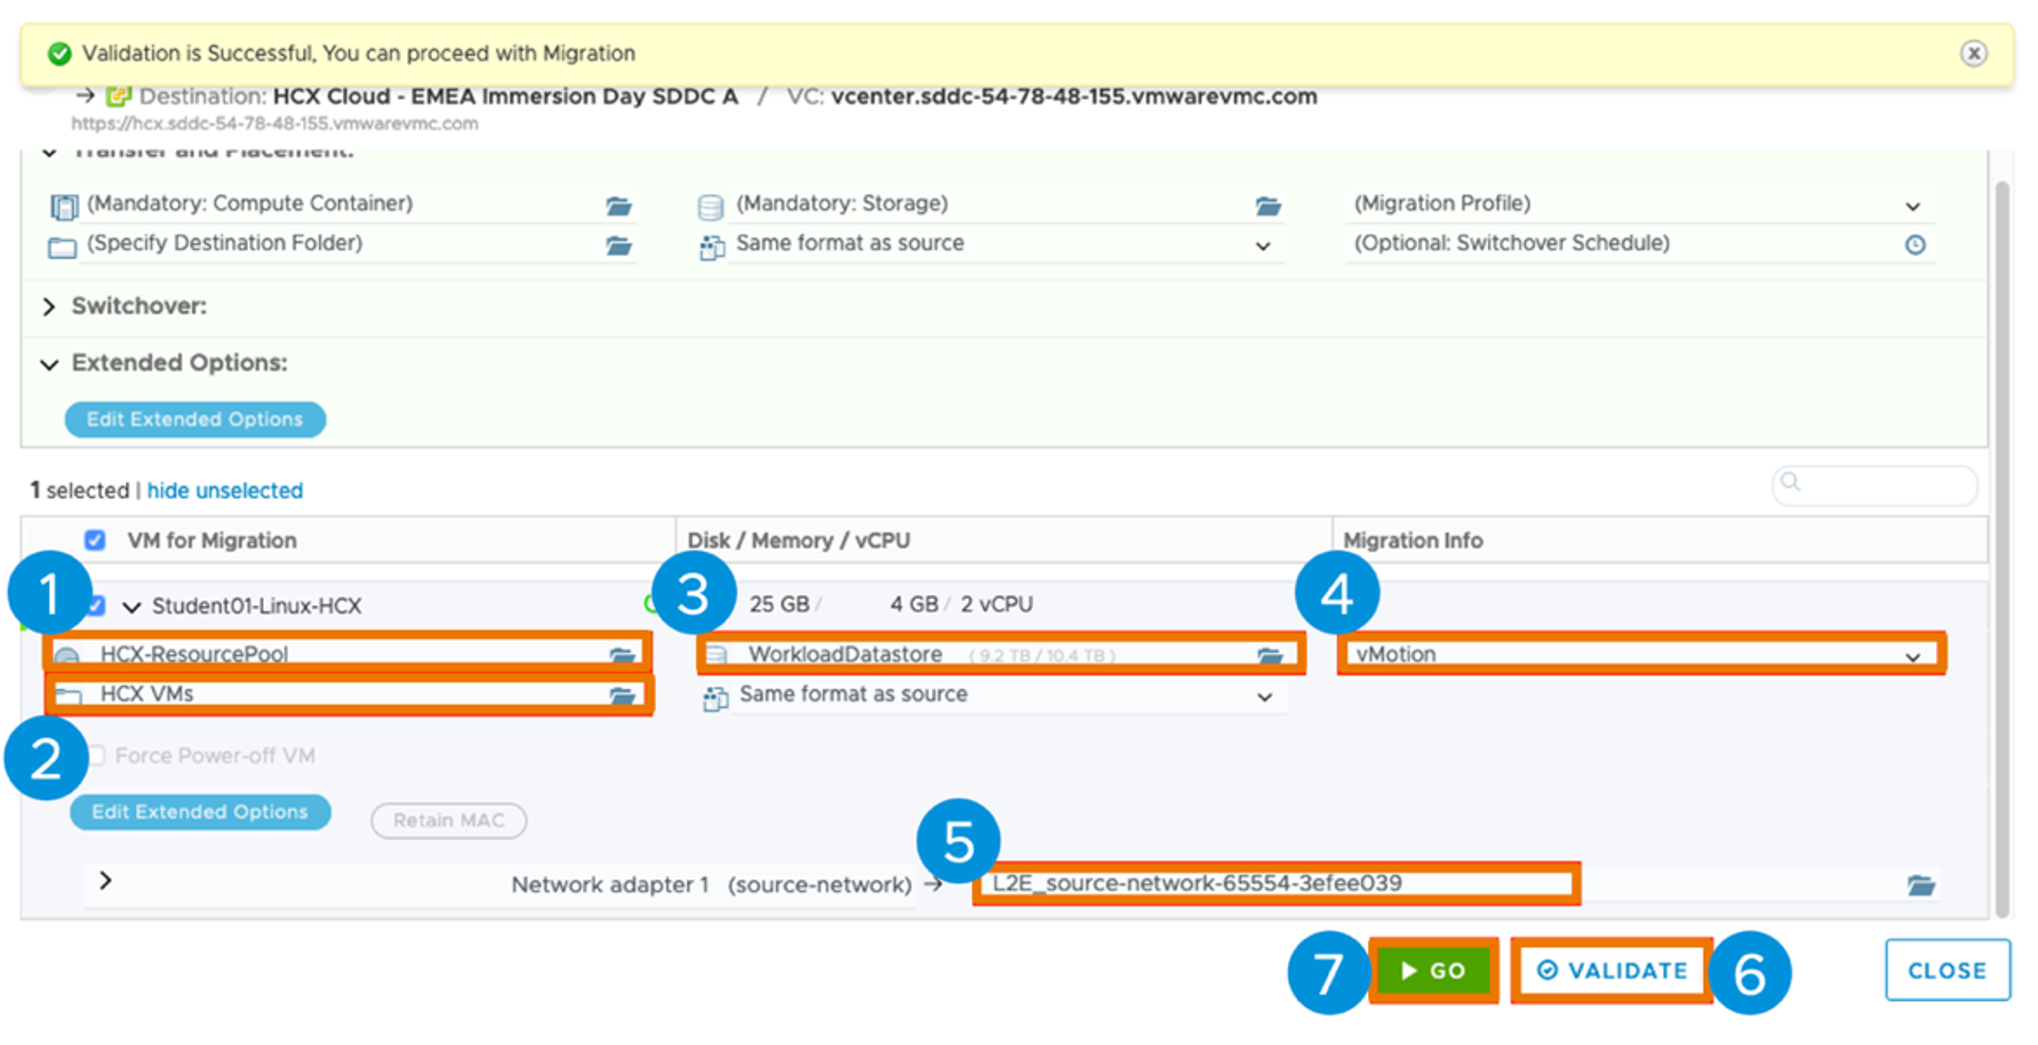 Validation is Successful, You can proceed with Migration
→ Destination: HCX Cloud - EMEA Immersion Day SDDC A / VC: vcenter.sddc-54-78-48-155.vmwarevmc.com
https://hcx.sddc-54-78-48-155.vmwarevmc.com
Transfer and Placement:
(Mandatory: Compute Container) (Mandatory: Storage) (Migration Profile)
(Specify Destination Folder) Same format as source (Optional: Switchover Schedule)
Switchover:
Extended Options:
Edit Extended Options
1 selected | hide unselected
VM for Migration Disk / Memory / vCPU Migration Info
1 Student01-Linux-HCX 3 25 GB / 4 GB / 2 vCPU 4
HCX-ResourcePool WorkloadDatastore ( 9.2 TB / 10.4 TB ) vMotion
HCX VMs Same format as source
2 Force Power-off VM
Edit Extended Options Retain MAC 5
Network adapter 1 (source-network) → L2E_source-network-65554-3efee039
7 GO VALIDATE 6 CLOSE